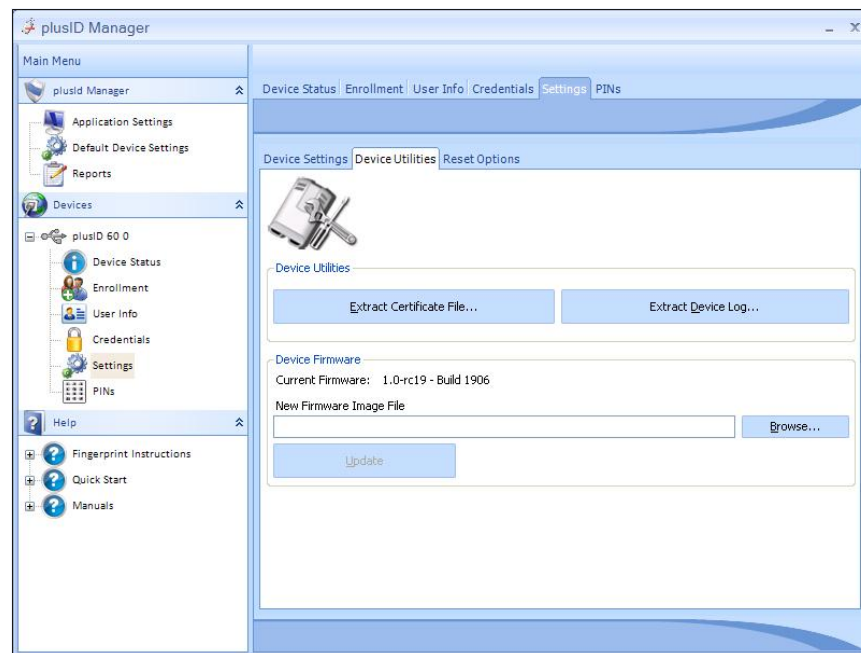 plusID Manager
Main Menu
plusId Manager
Application Settings
Default Device Settings
Reports
Devices
plusID 60 0
Device Status
Enrollment
User Info
Credentials
Settings
PINs
Help
Fingerprint Instructions
Quick Start
Manuals
Device Status Enrollment User Info Credentials Settings PINs
Device Settings Device Utilities Reset Options
Device Utilities
Extract Certificate File... Extract Device Log...
Device Firmware
Current Firmware: 1.0-rc19 - Build 1906
New Firmware Image File
Browse...
Update